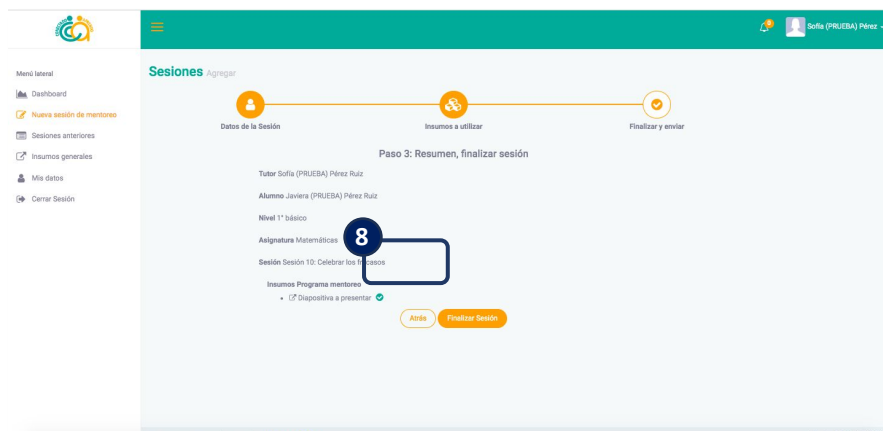 0
Sofía (PRUEBA) Pérez
Menú lateral
Dashboard
Nueva sesión de mentoreo
Sesiones anteriores
Insumos generales
Mis datos
Cerrar Sesión
Sesiones Agregar
Datos de la Sesión
Insumos a utilizar
Finalizar y enviar
Paso 3: Resumen, finalizar sesión
Tutor Sofía (PRUEBA) Pérez Ruiz
Alumno Javiera (PRUEBA) Pérez Ruiz
Nivel 1° básico
Asignatura Matemáticas
8
Sesión Sesión 10: Celebrar los fracasos
Insumos Programa mentoreo
• Diapositiva a presentar
Atrás
Finalizar Sesión